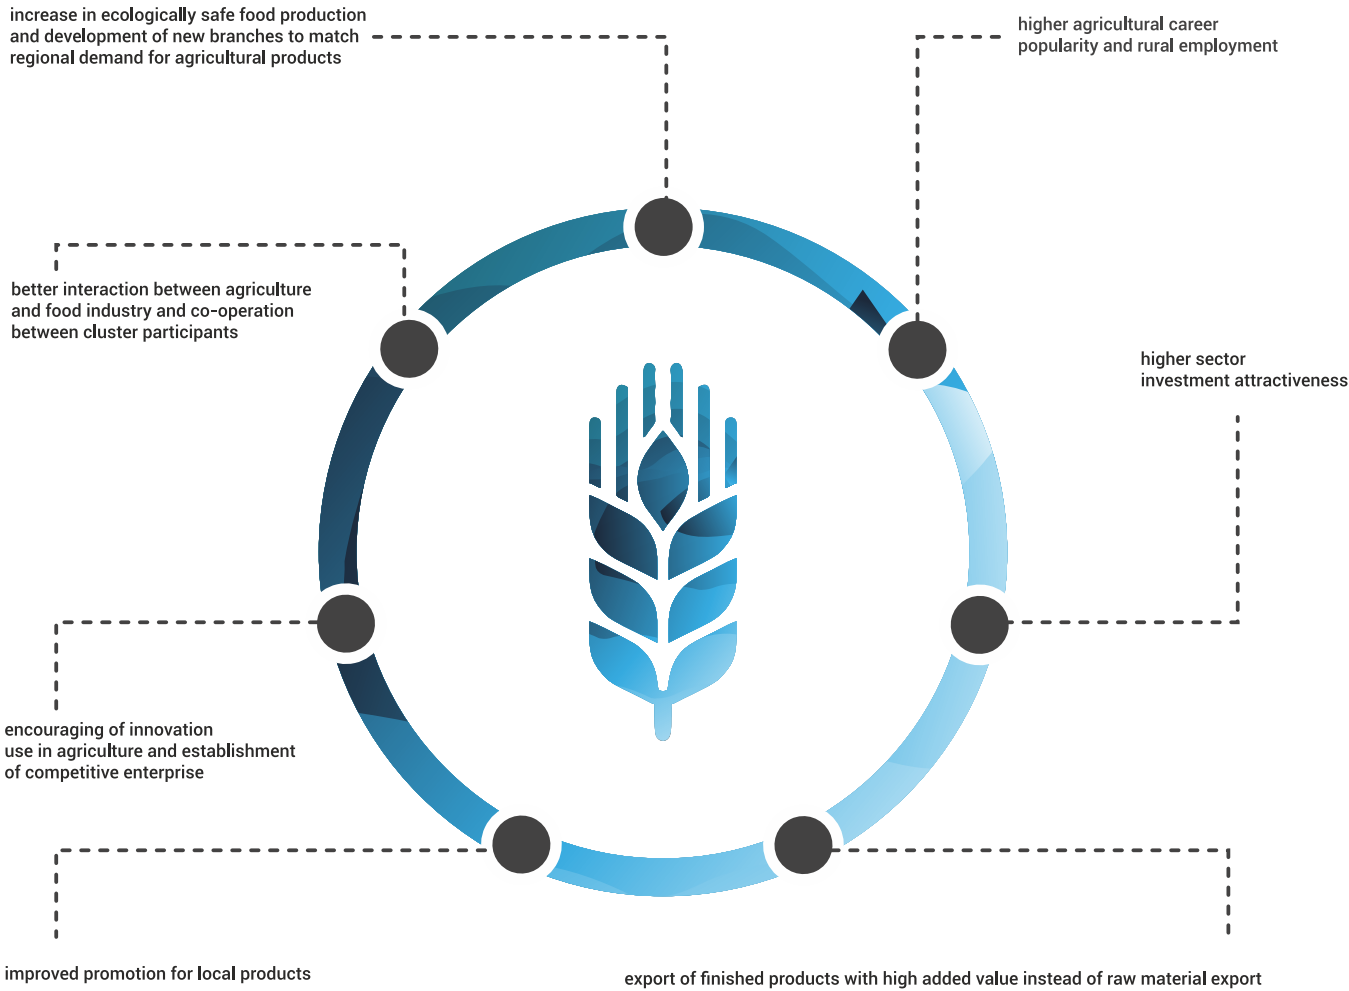 increase in ecologically safe food production
and development of new branches to match
regional demand for agricultural products
higher agricultural career
popularity and rural employment
better interaction between agriculture
and food industry and co-operation
between cluster participants
higher sector
investment attractiveness
encouraging of innovation
use in agriculture and establishment
of competitive enterprise
improved promotion for local products
export of finished products with high added value instead of raw material export